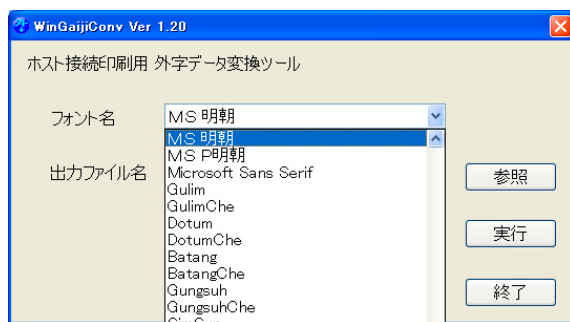 WinGaijiConv Ver 1.20
ホスト接続印刷用 外字データ変換ツール
フォント名
MS 明朝
MS 明朝
MS P明朝
出力ファイル名
Microsoft Sans Serif
参照
Gulim
GulimChe
Dotum
DotumChe
実行
Batang
BatangChe
Gungsuh
終了
GungsuhChe